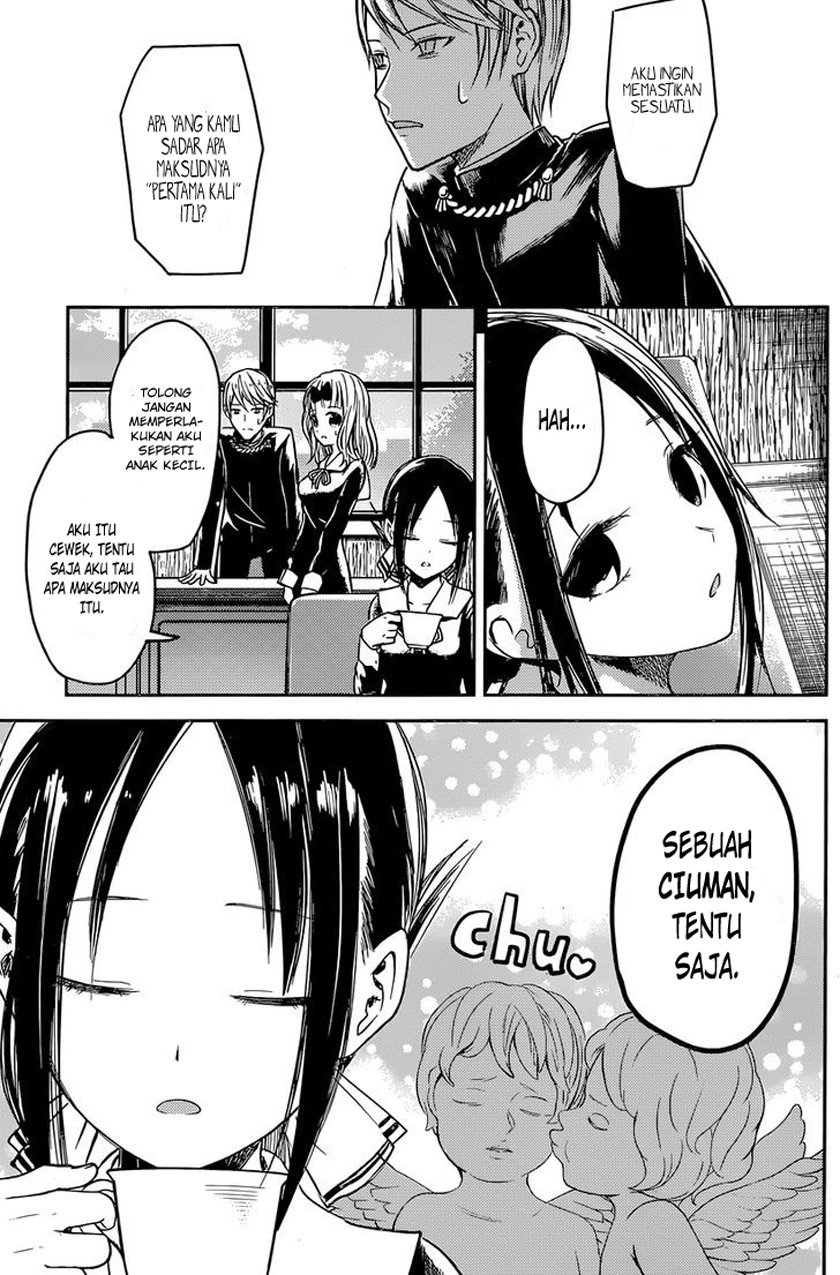 AKU INGIN
MEMASTIKAN
SESUATU.
APA YANG KAMU
SADAR APA
MAKSUDNYA
"PERTAMA KALI"
ITU?
HAH...
TOLONG
JANGAN
MEMPERLA-
KUKAN AKU
SEPERTI
ANAK KECIL.
AKU ITU
CEWEK, TENTU
SAJA AKU TAU
APA MAKSUDNYA
ITU.
SEBUAH
CIUMAN,
TENTU
SAJA.
chu♥